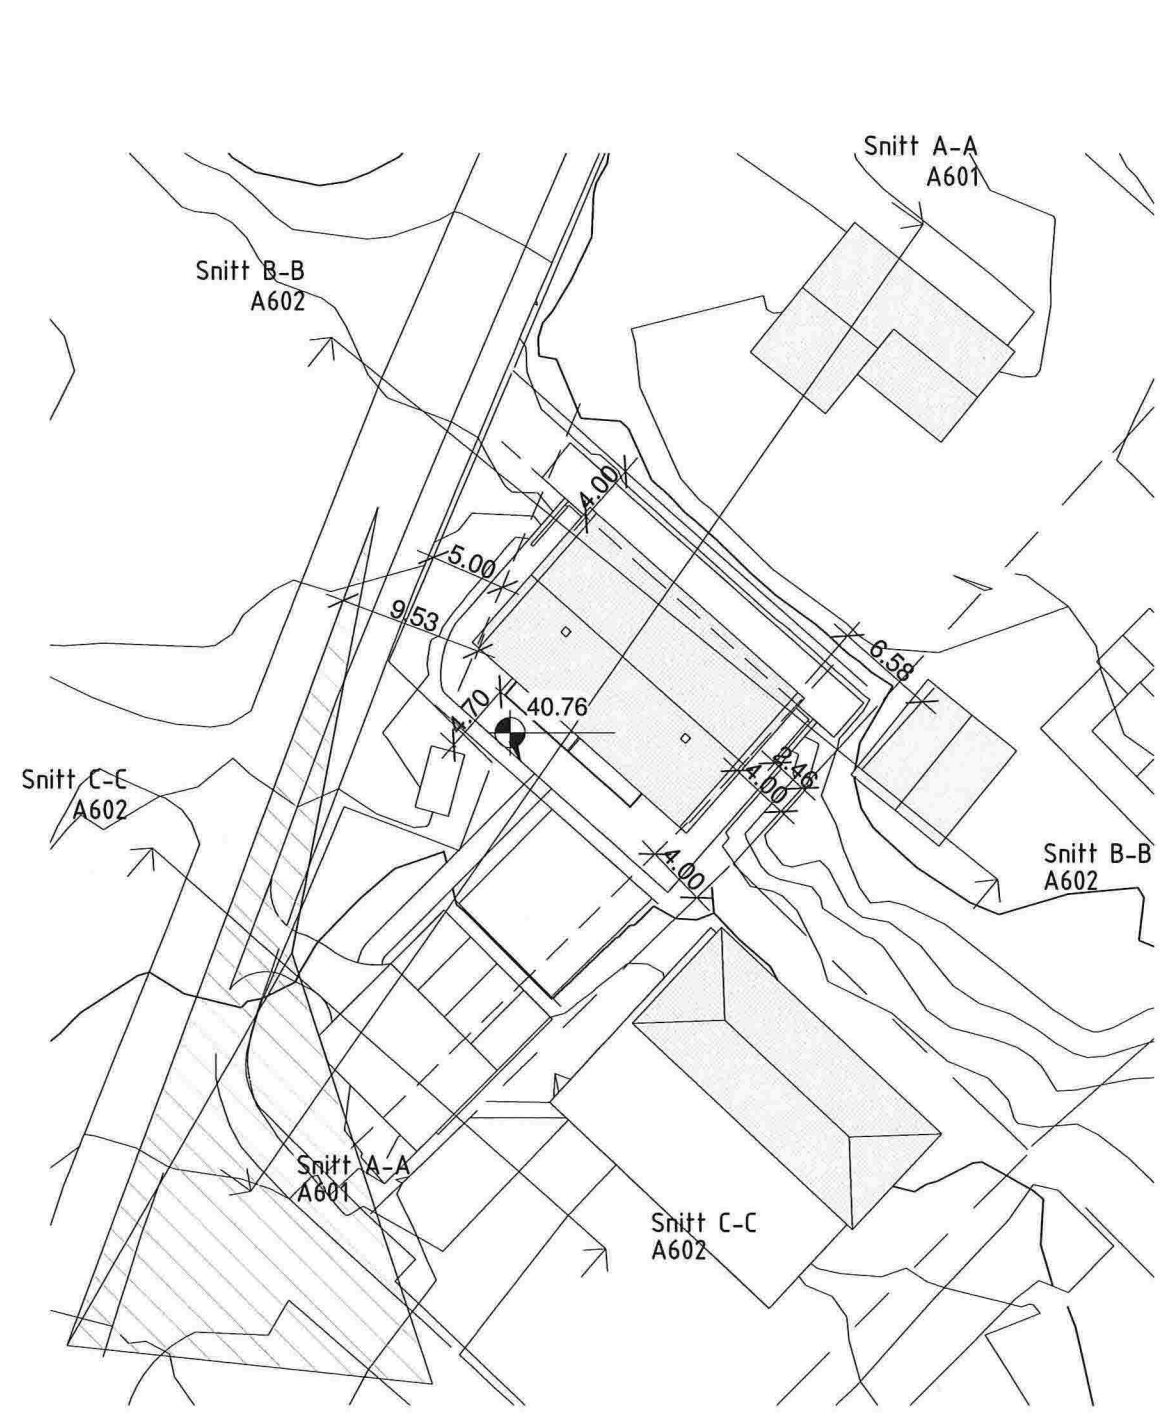 Snitt A-A
A601
Snitt B-B
A602
4.00
5.00
9.53
6.58
4.70
40.76
2.46
4.00
Snitt C-C
A602
4.00
Snitt B-B
A602
Snitt A-A
A601
Snitt C-C
A602